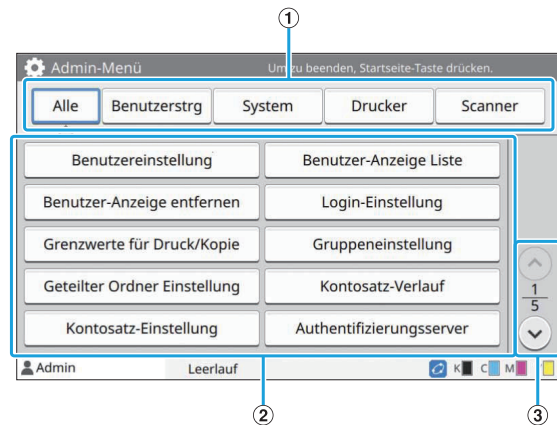 ①
Admin-Menü Um zu beenden, Startseite-Taste drücken.
Alle Benutzerstrg System Drucker Scanner
Benutzereinstellung Benutzer-Anzeige Liste
Benutzer-Anzeige entfernen Login-Einstellung
Grenzwerte für Druck/Kopie Gruppeneinstellung
Geteilter Ordner Einstellung Kontosatz-Verlauf
1
5
Kontosatz-Einstellung Authentifizierungsserver
Admin Leerlauf K C M
② ③